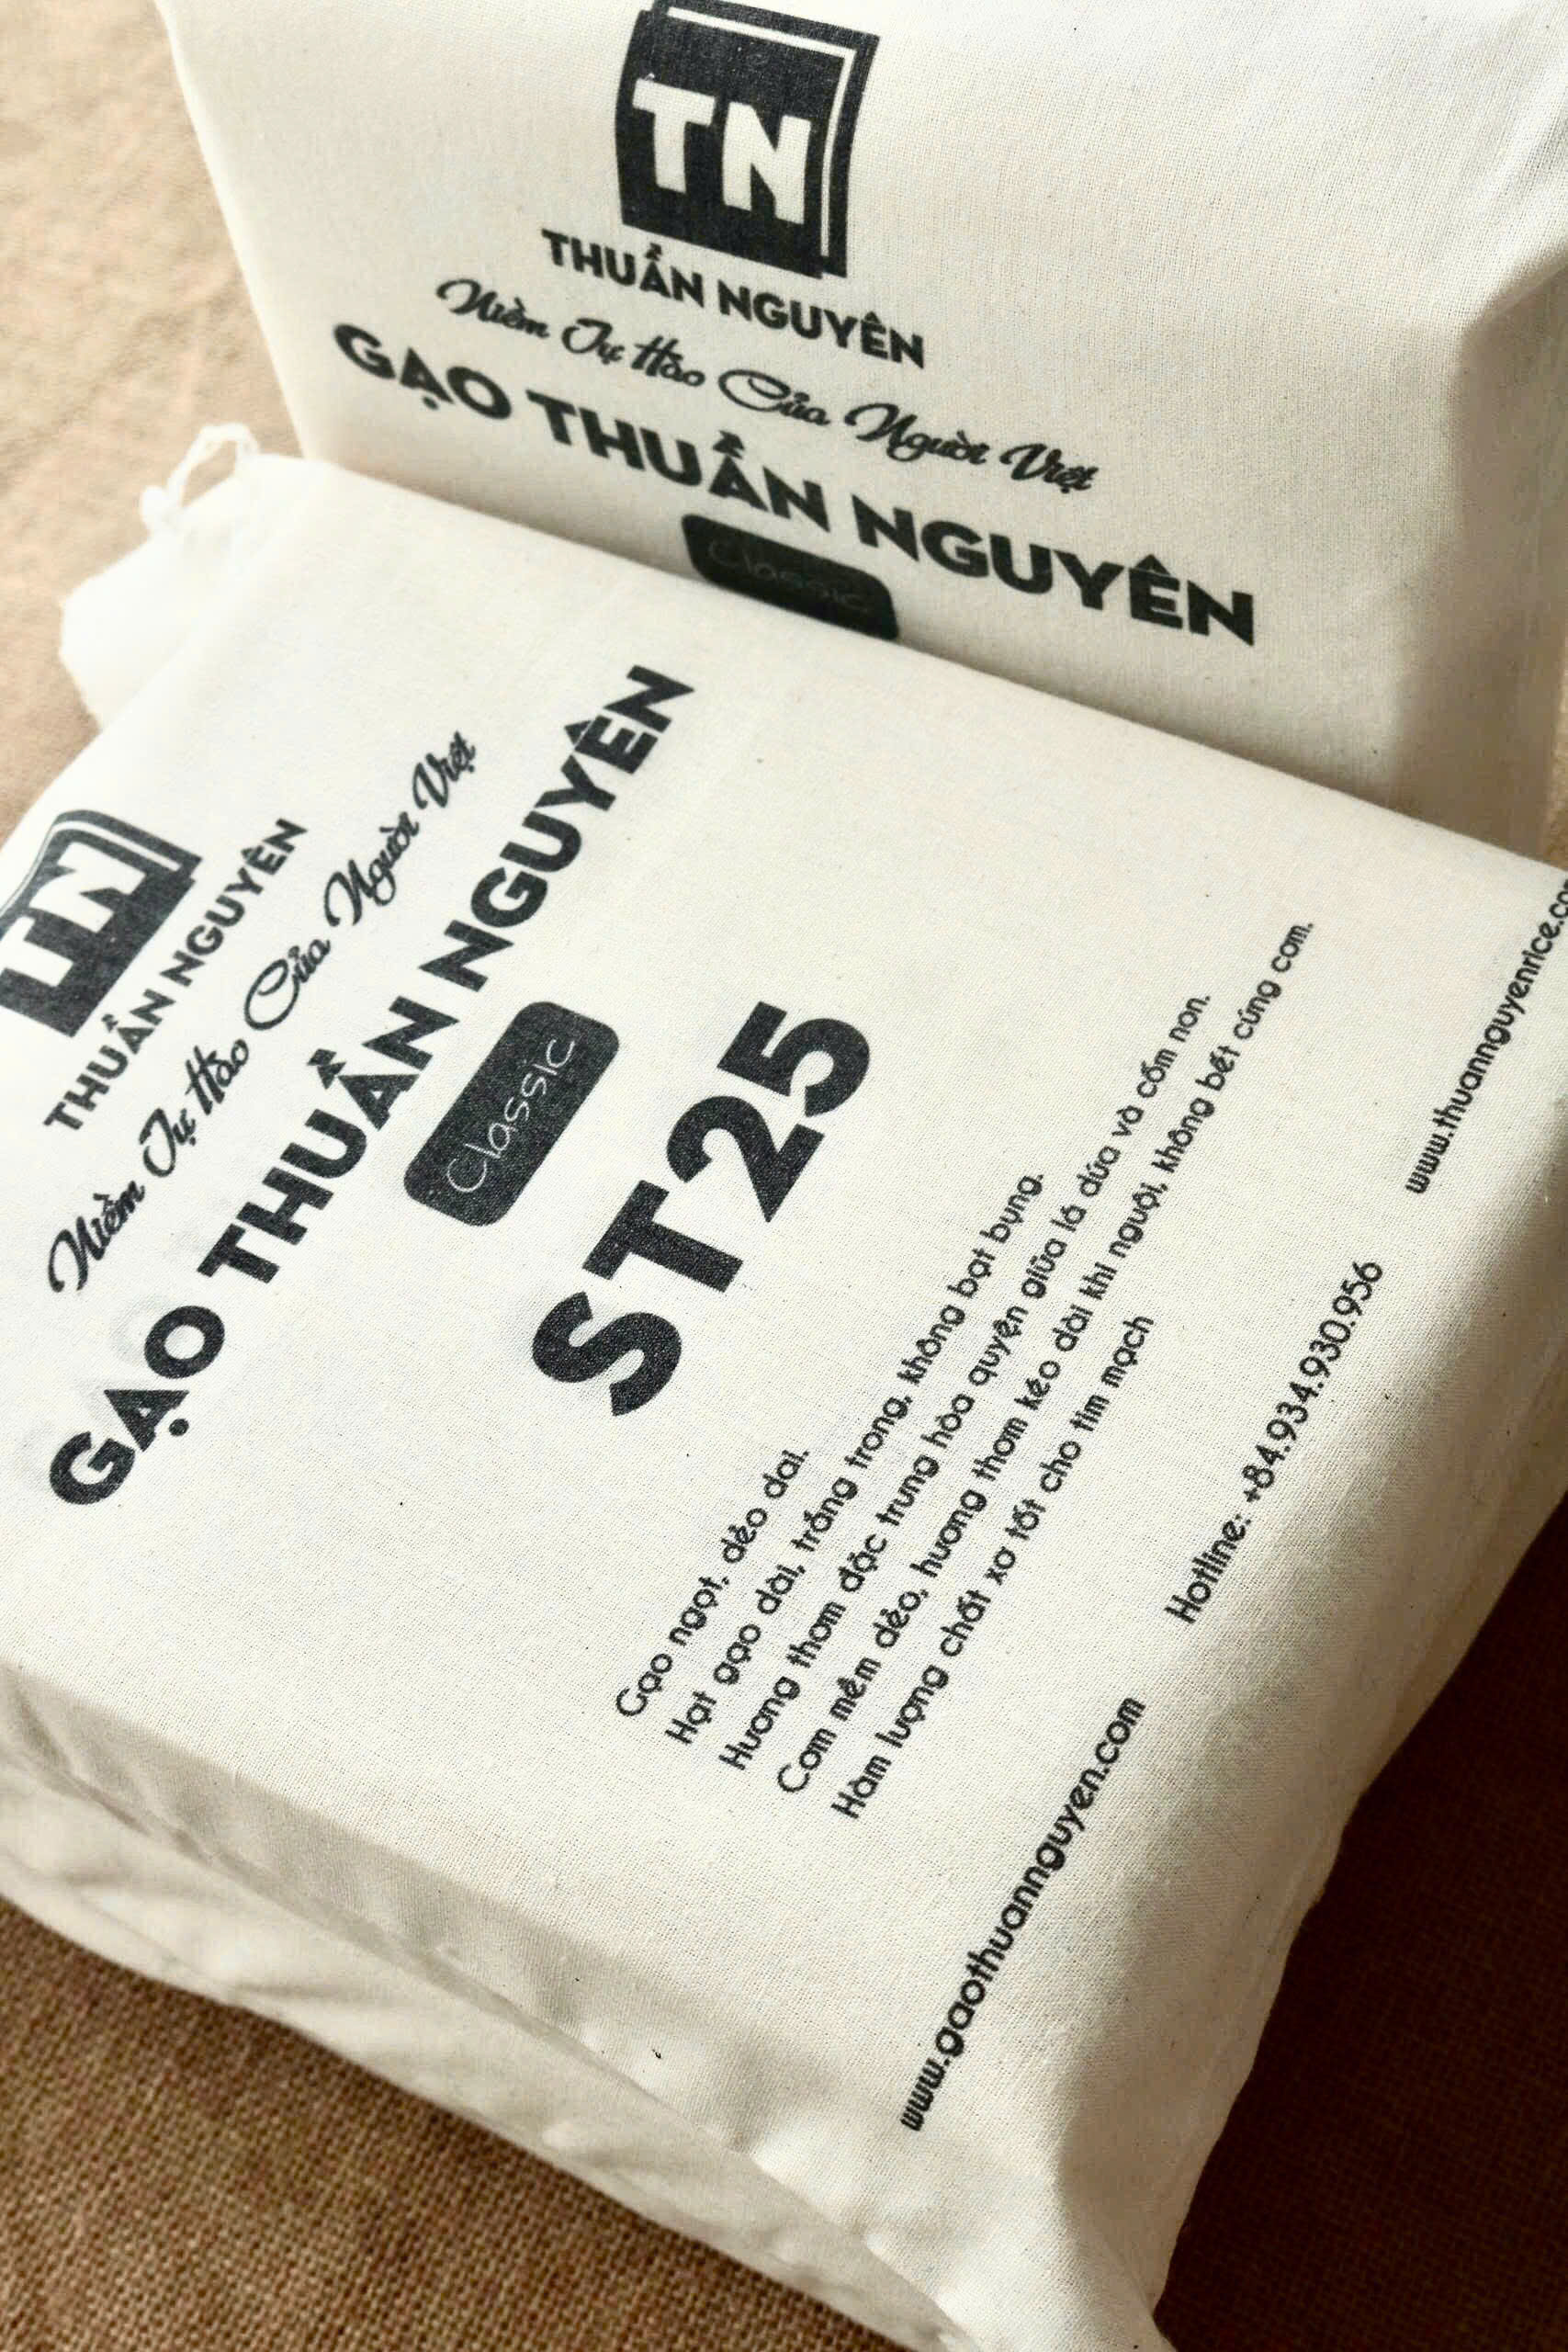 TN
THUẦN NGUYÊN
Niềm Tự Hào Của Người Việt
GẠO THUẦN NGUYÊN
Classic
TN
THUẦN NGUYÊN
Niềm Tự Hào Của Người Việt
GẠO THUẦN NGUYÊN
Classic
ST25
Gạo ngọt, dẻo dai.
Hạt gạo dài, trắng trong, không bạt bụng.
Hương thơm đặc trưng hòa quyện giữa lá dứa và cốm non.
Cơm mềm dẻo, hương thơm kéo dài khi nguội, không bết cứng cơm.
Hàm lượng chất xơ tốt cho tim mạch
www.gaothuannguyen.com
Hotline: +84.934.930.956
www.thuannguyenrice.co